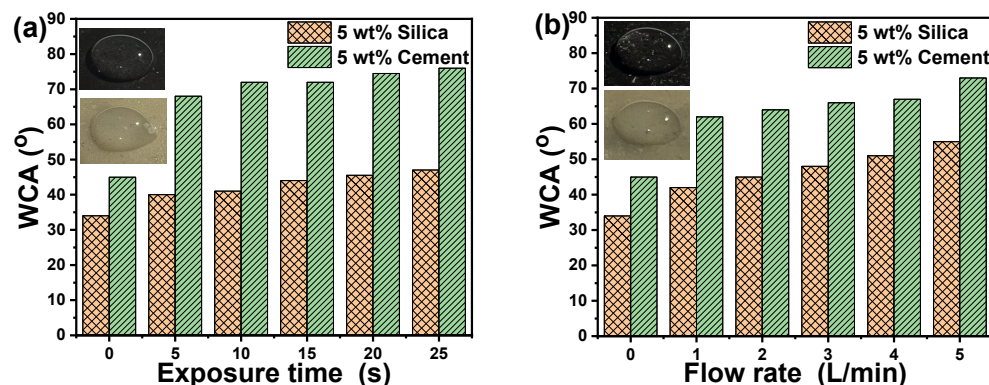 (a)
5 wt% Silica
5 wt% Cement
WCA (°)
90
80
70
60
50
40
30
20
10
0
0 5 10 15 20 25
Exposure time (s)
(b)
5 wt% Silica
5 wt% Cement
WCA (°)
90
80
70
60
50
40
30
20
10
0
0 1 2 3 4 5
Flow rate (L/min)